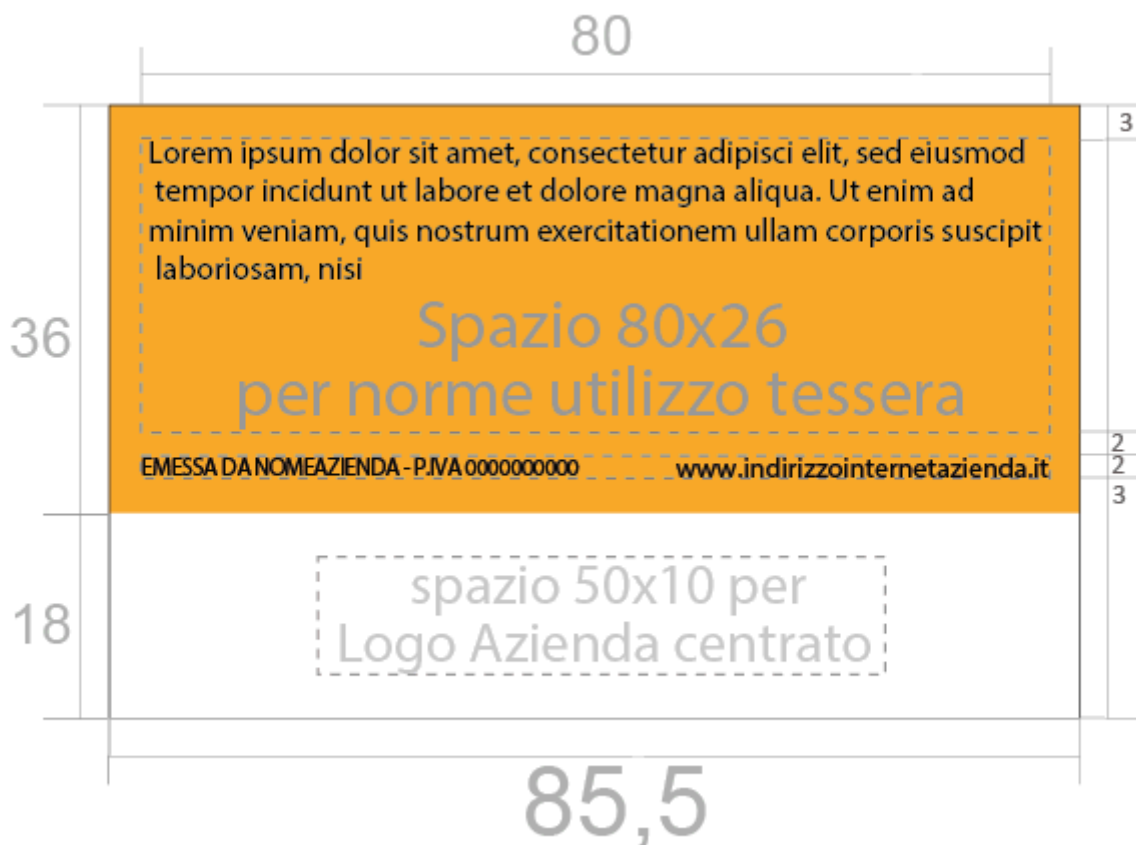 80
3
Lorem ipsum dolor sit amet, consectetur adipisci elit, sed eiusmod
tempor incidunt ut labore et dolore magna aliqua. Ut enim ad
minim veniam, quis nostrum exercitationem ullam corporis suscipit
laboriosam, nisi
36
Spazio 80x26
per norme utilizzo tessera
2
EMESSA DA NOMEAZIENDA - P.IVA 0000000000 www.indirizzointernetazienda.it
2
3
18
spazio 50x10 per
Logo Azienda centrato
85,5